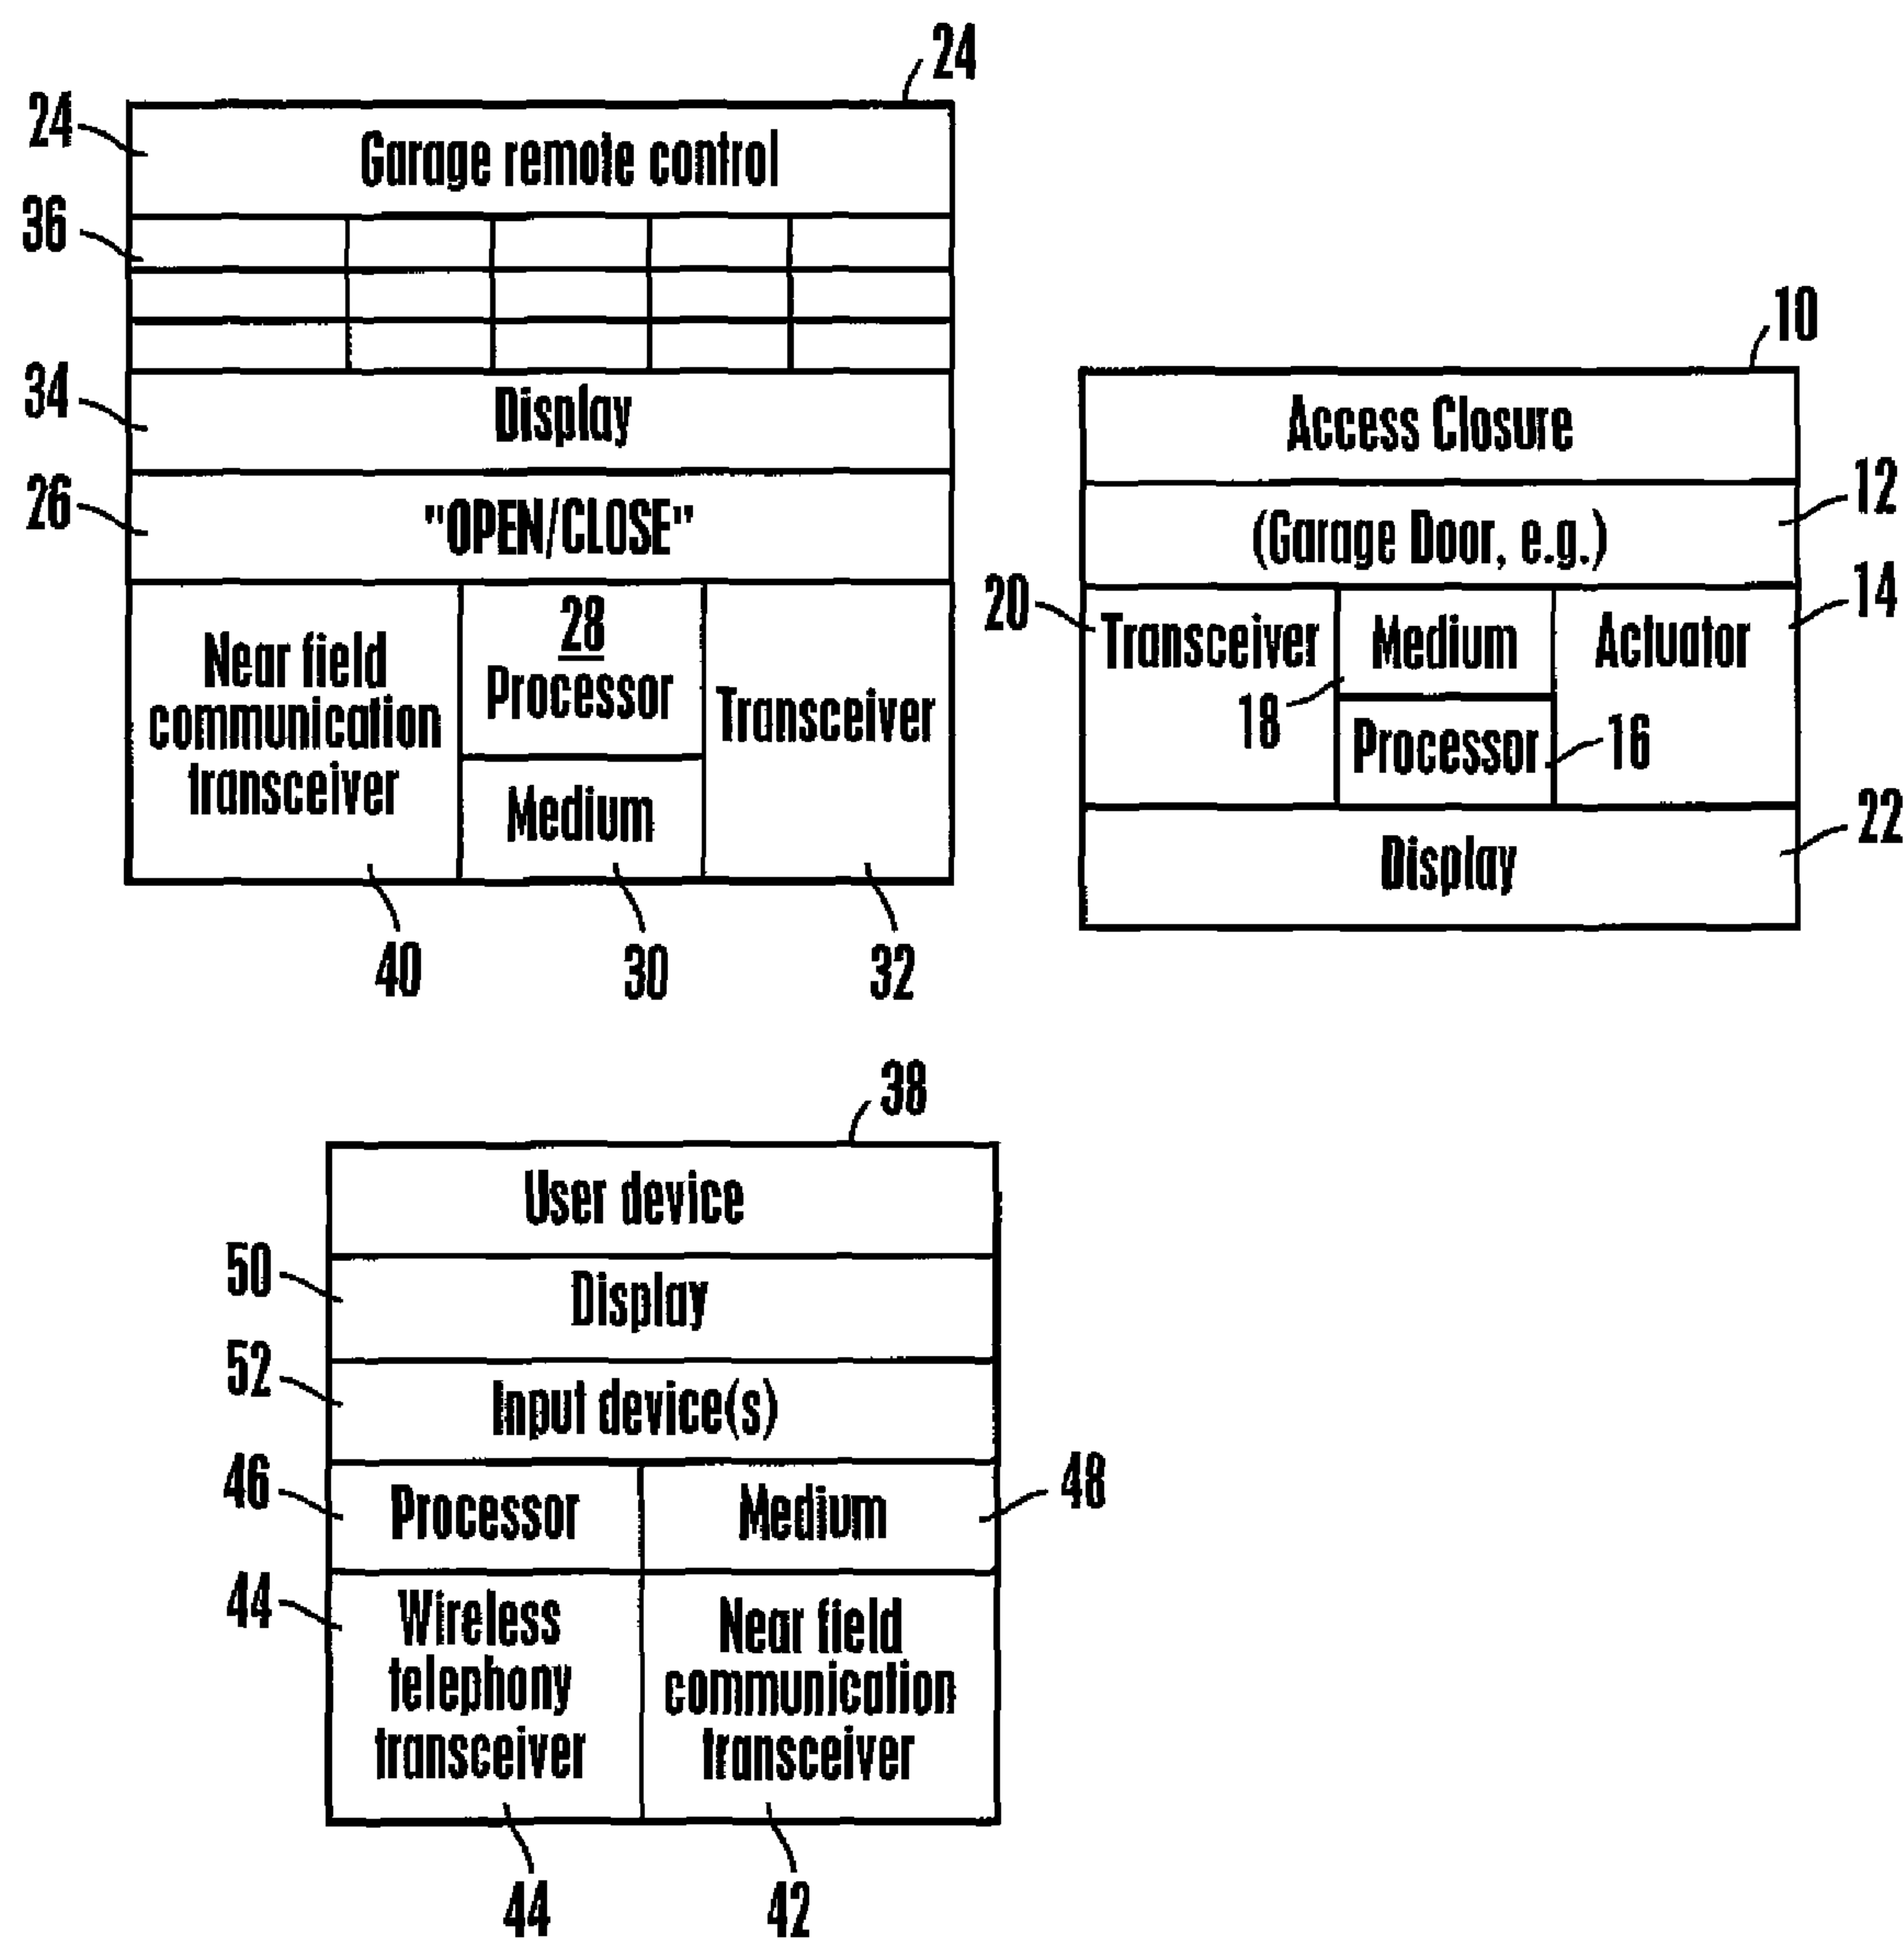 24
24
Garage remote control
36
34
Display
26
"OPEN/CLOSE"
28
Near field
communication
transceiver
Processor
Medium
Transceiver
40
30
32
10
Access Closure
12
(Garage Door, e.g.)
20
14
Transceiver
Medium
Actuator
18
Processor
16
22
Display
38
User device
50
Display
52
Input device(s)
46
Processor
Medium
48
44
Wireless
telephony
transceiver
Near field
communication
transceiver
44
42